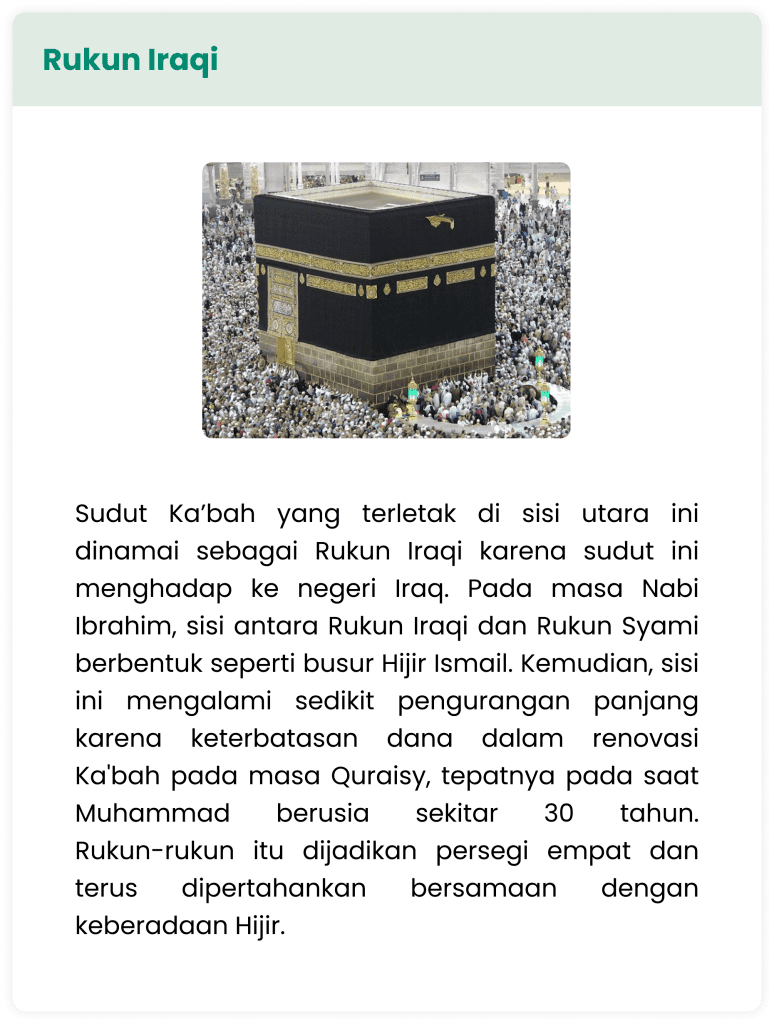 Rukun Iraqi
Sudut Ka’bah yang terletak di sisi utara ini
dinamai sebagai Rukun Iraqi karena sudut ini
menghadap ke negeri Iraq. Pada masa Nabi
Ibrahim, sisi antara Rukun Iraqi dan Rukun Syami
berbentuk seperti busur Hijir Ismail. Kemudian, sisi
ini mengalami sedikit pengurangan panjang
karena keterbatasan dana dalam renovasi
Ka'bah pada masa Quraisy, tepatnya pada saat
Muhammad berusia sekitar 30 tahun.
Rukun-rukun itu dijadikan persegi empat dan
terus dipertahankan bersamaan dengan
keberadaan Hijir.